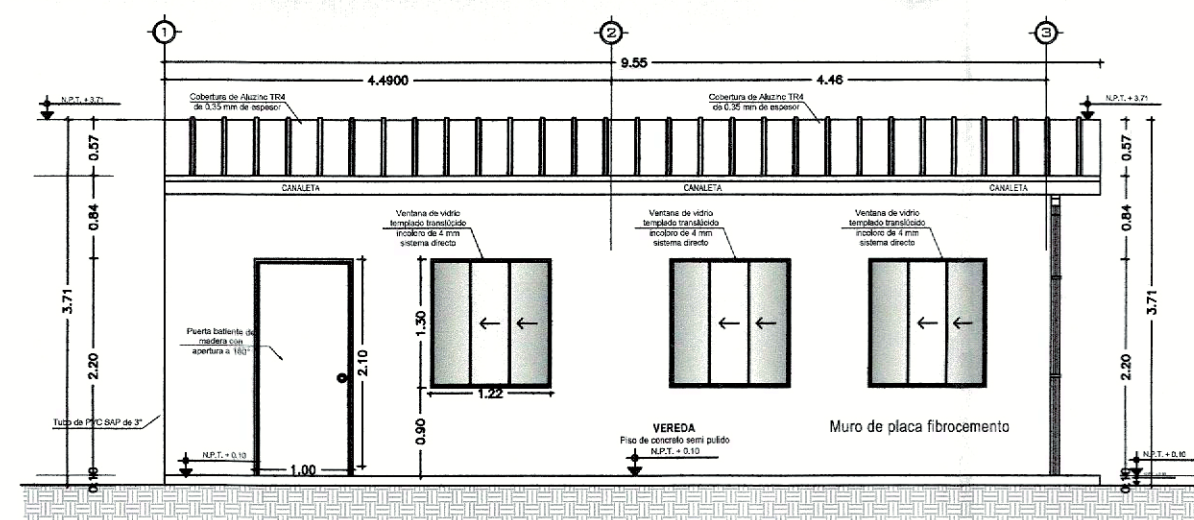 1
2
3
9.55
4.4900
4.46
N.P.T. + 3.71
Cobertura de Aluzinc TR4
de 0,35 mm de espesor
Cobertura de Aluzinc TR4
de 0,35 mm de espesor
N.P.T. + 3.71
0.57
0.57
CANALETA
CANALETA
CANALETA
0.84
0.84
Ventana de vidrio
templado translúcido
incoloro de 4 mm
sistema directo
Ventana de vidrio
templado translúcido
incoloro de 4 mm
sistema directo
Ventana de vidrio
templado translúcido
incoloro de 4 mm
sistema directo
3.71
3.71
Puerta batiente de
madera con
apertura a 180°
1.30
2.10
2.20
2.20
1.22
Tubo de PVC SAP de 3"
0.90
VEREDA
Piso de concreto semi pulido
N.P.T. + 0.10
Muro de placa fibrocemento
N.P.T. + 0.10
1.00
N.P.T. + 0.10
0.10
0.10